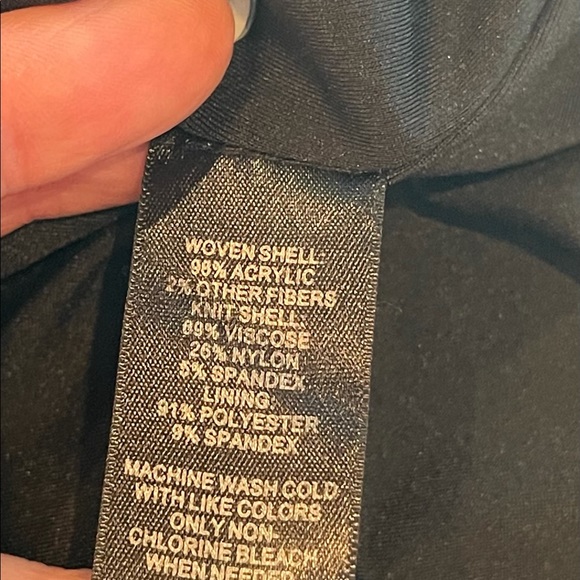 WOVEN SHELL:
98% ACRYLIC
2% OTHER FIBERS
KNIT SHELL:
69% VISCOSE
26% NYLON
5% SPANDEX
LINING:
91% POLYESTER
9% SPANDEX
MACHINE WASH COLD
WITH LIKE COLORS
ONLY NON-
CHLORINE BLEACH
WHEN NEEDED